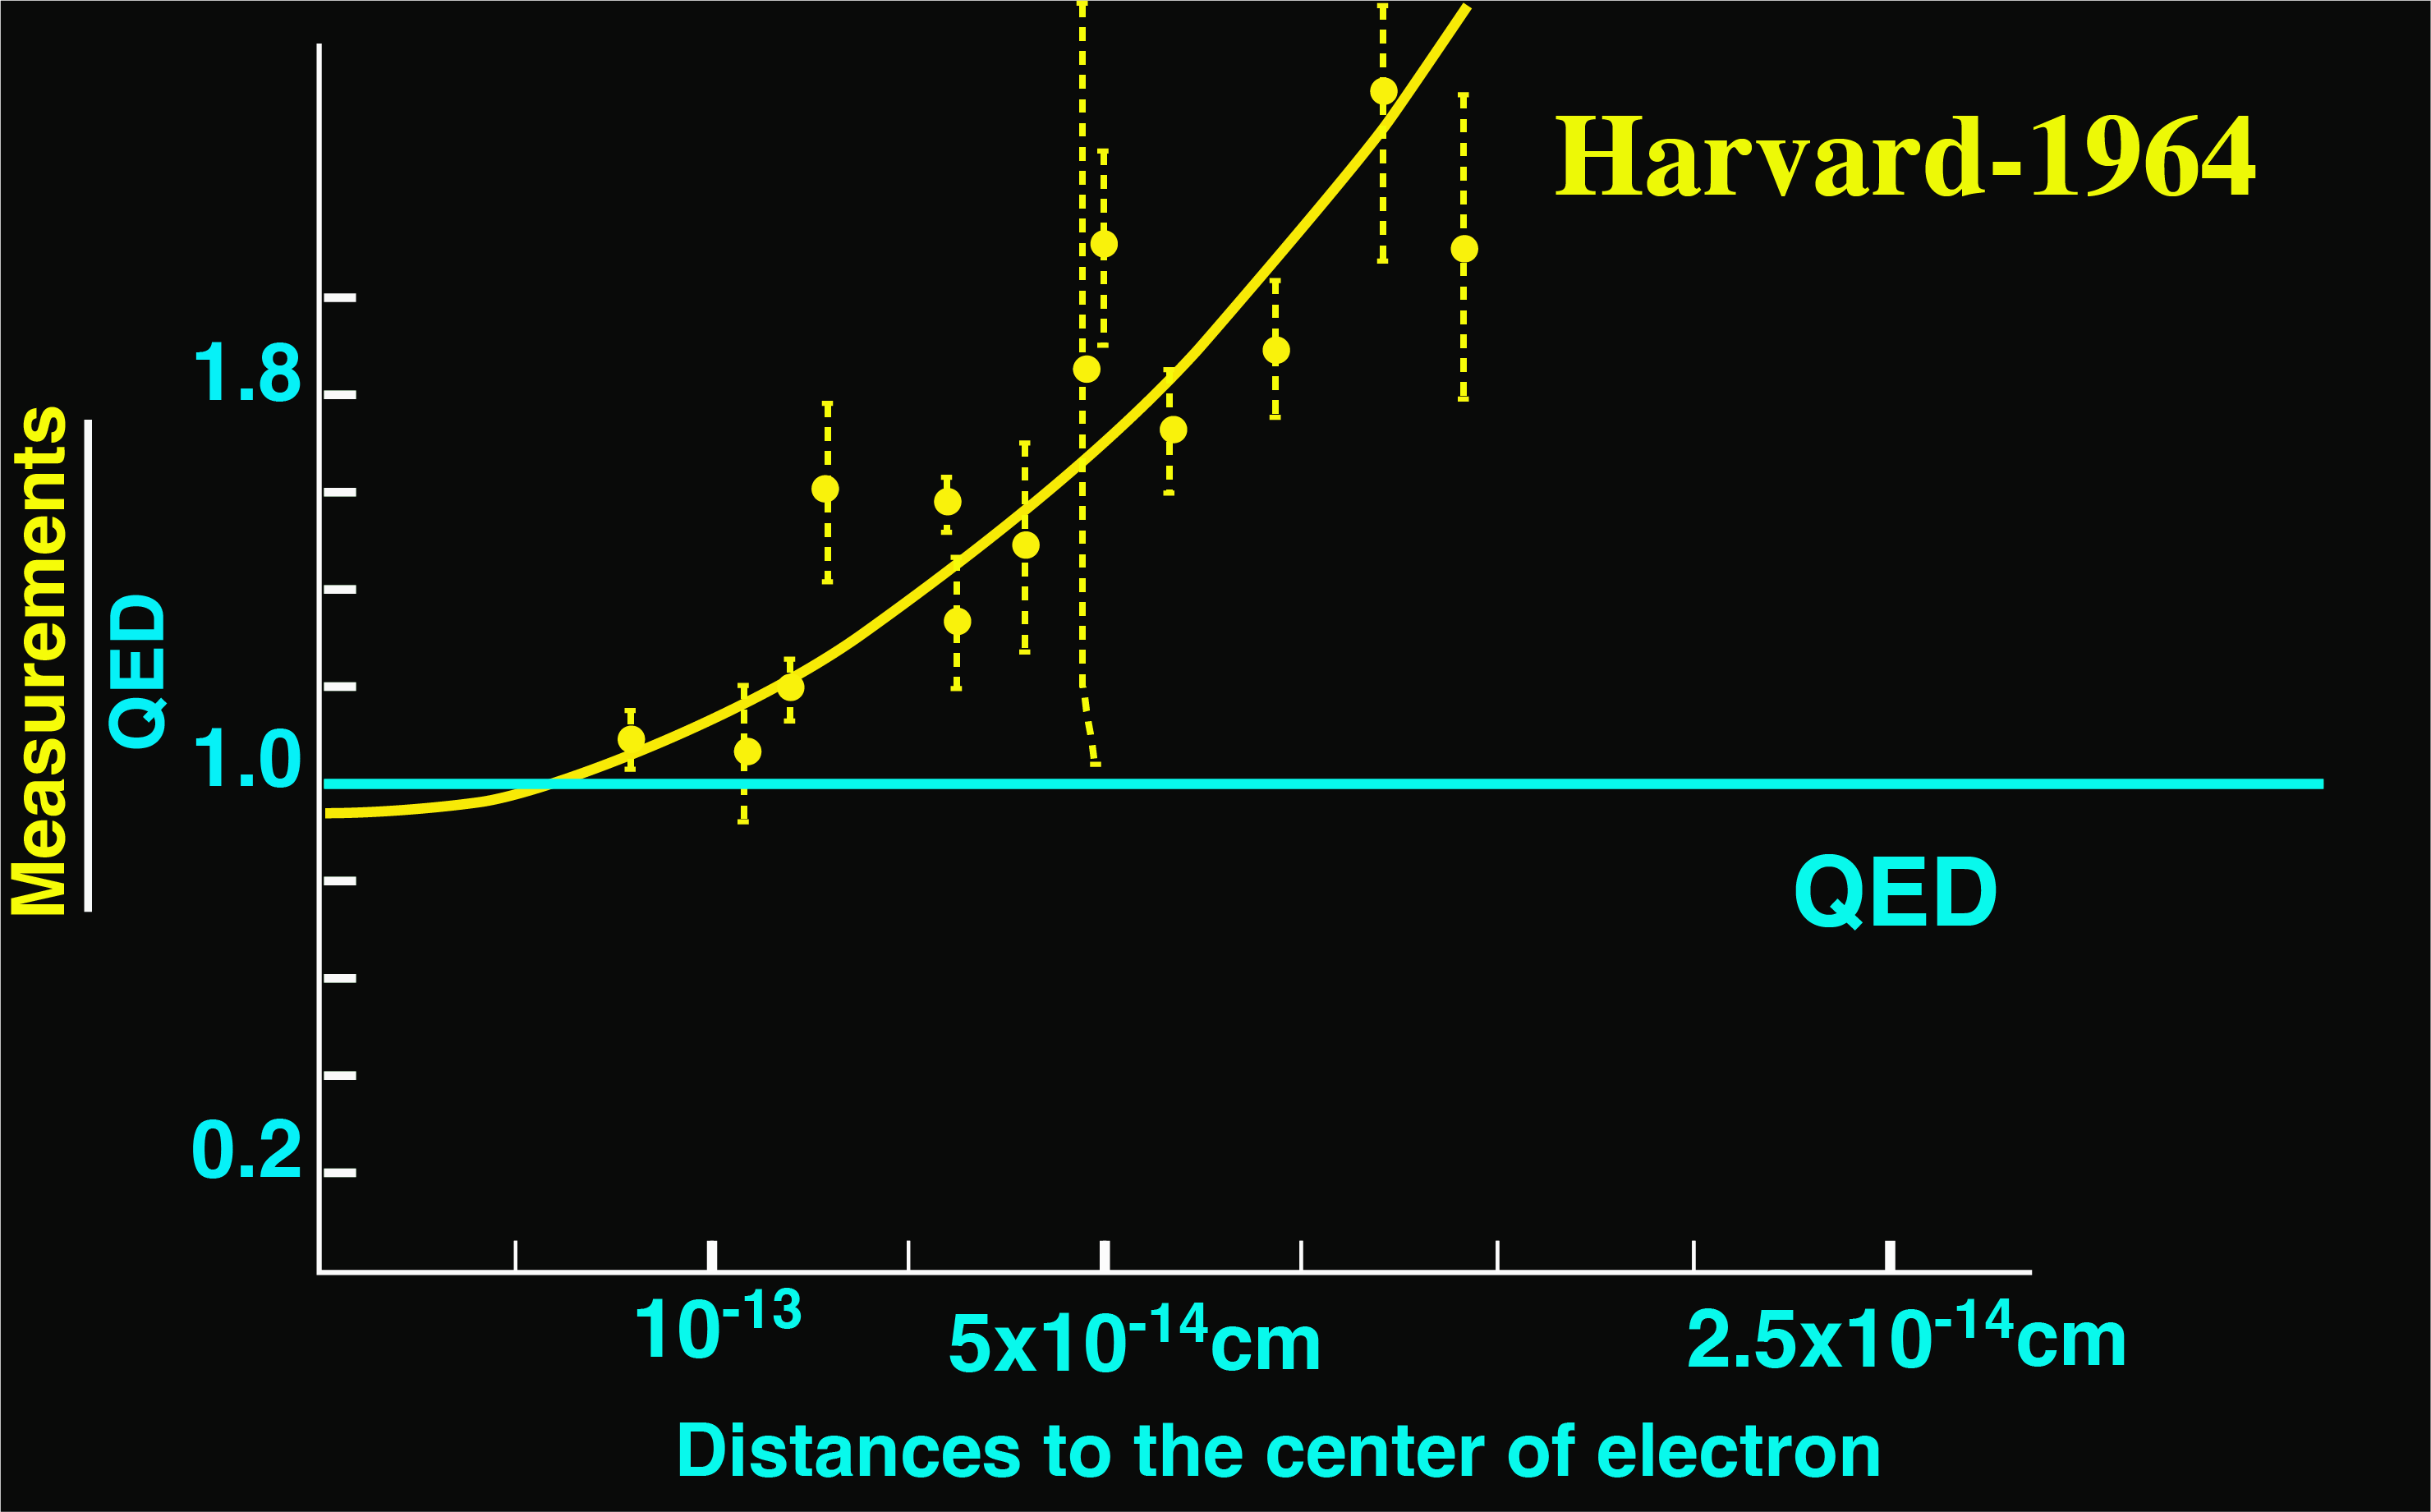 Harvard-1964
Measurements
QED
1.8
1.0
0.2
QED
10⁻¹³
5x10⁻¹⁴cm
2.5x10⁻¹⁴cm
Distances to the center of electron